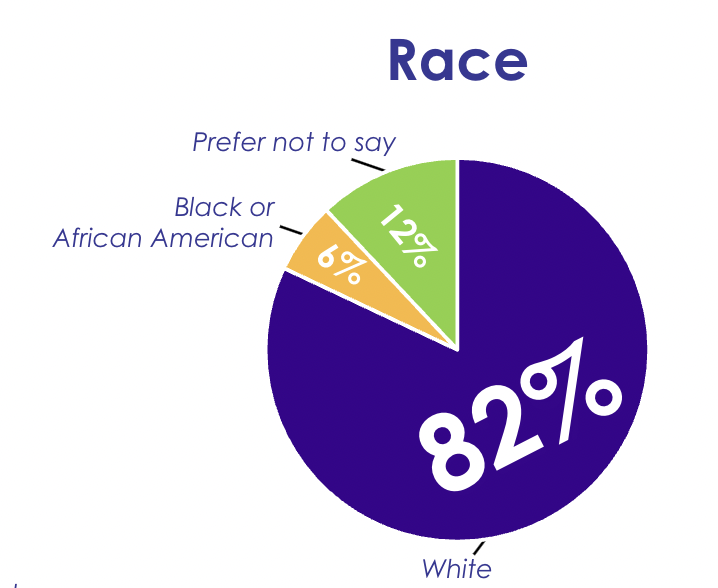 Race
Prefer not to say
12%
Black or
African American
6%
82%
White